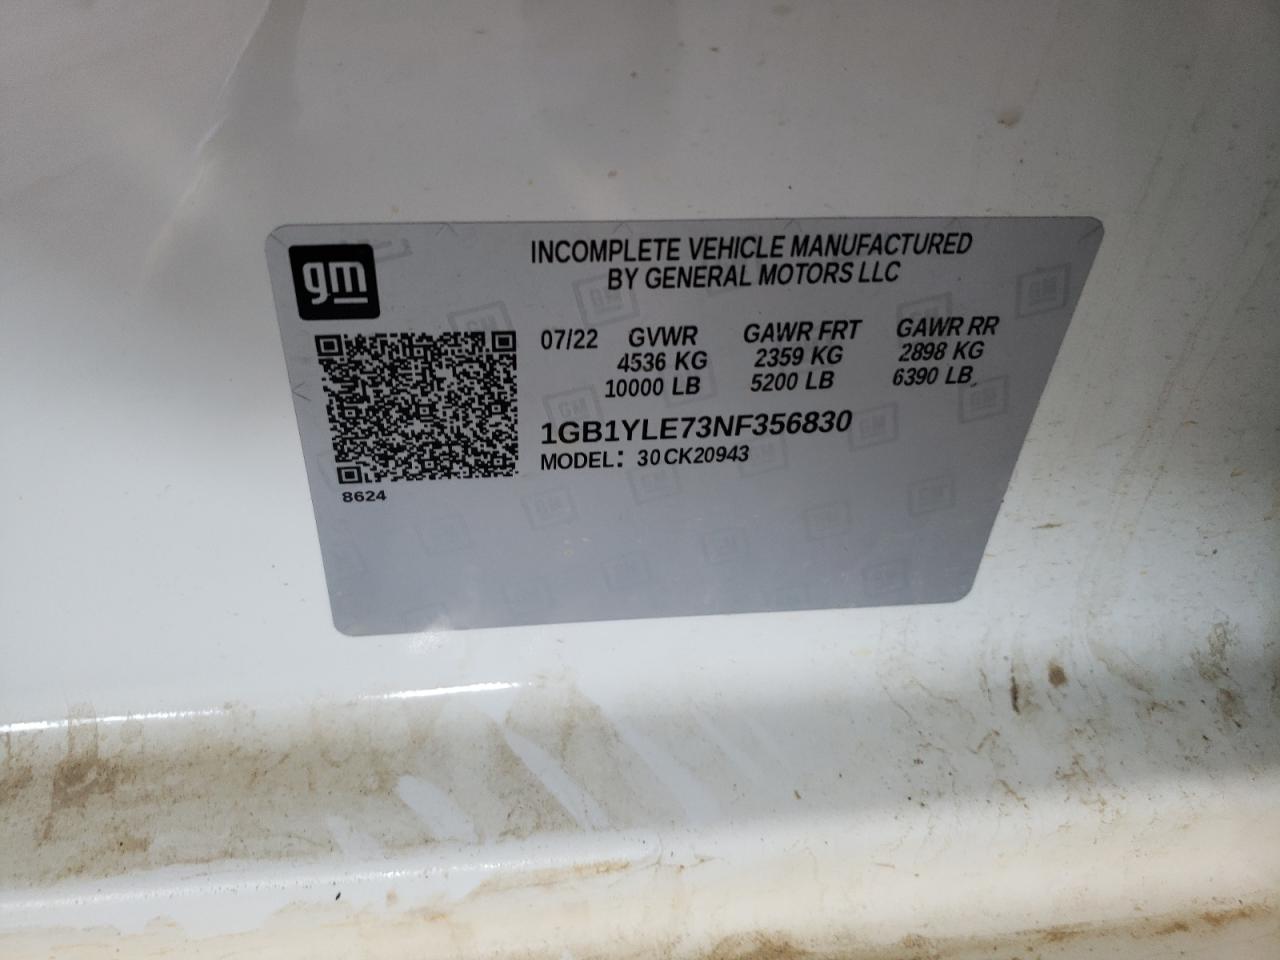 gm
INCOMPLETE VEHICLE MANUFACTURED
BY GENERAL MOTORS LLC
07/22 GVWR GAWR FRT GAWR RR
4536 KG 2359 KG 2898 KG
10000 LB 5200 LB 6390 LB
1GB1YLE73NF356830
MODEL: 30CK20943
8624